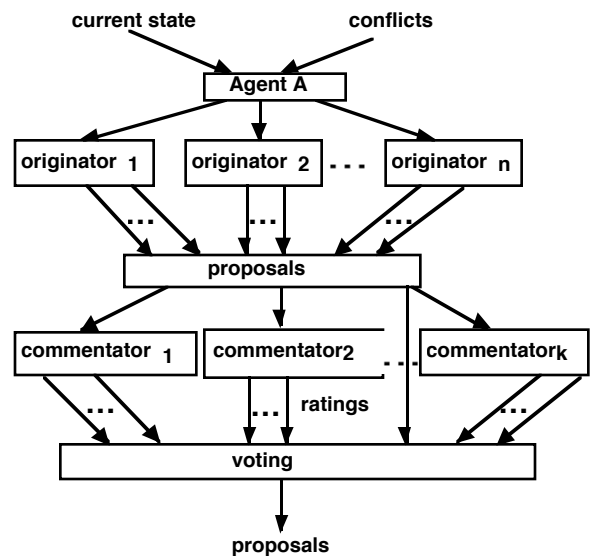 current state conflicts
Agent A
originator 1 originator 2 - - - originator n
... ... ...
proposals
commentator 1 commentator2 - - - commentatork
... ... ratings ...
voting
proposals